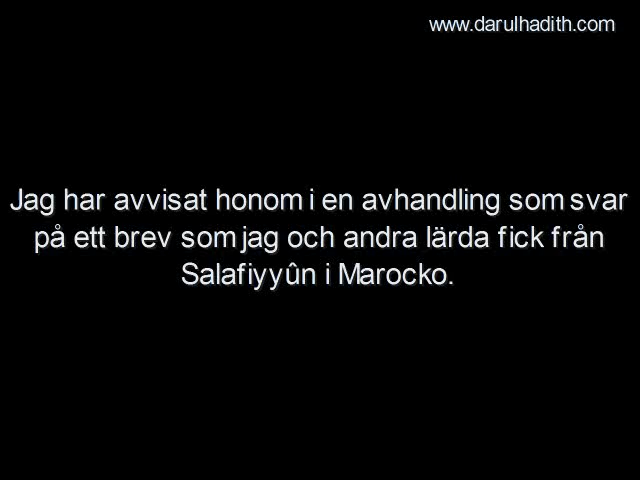 www.darulhadith.com
Jag har avvisat honom i en avhandling som svar
på ett brev som jag och andra lärda fick från
Salafiyyûn i Marocko.